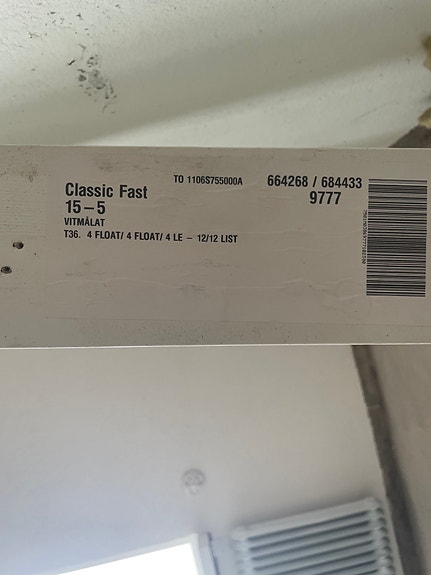 TO 1106S755000A
664268 / 684433
Classic Fast
9777
15–5
VITMÅLAT
T36. 4 FLOAT/ 4 FLOAT/ 4 LE – 12/12 LIST